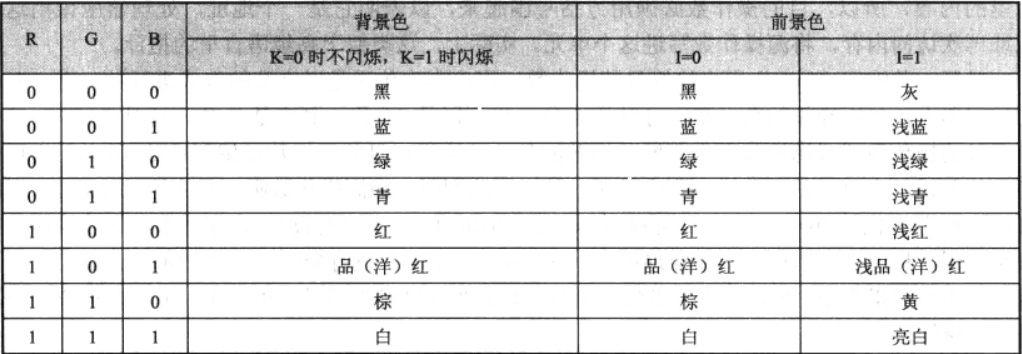 R G B 背景色 前景色
K=0 时不闪烁，K=1 时闪烁 I=0 I=1
0 0 0 黑 黑 灰
0 0 1 蓝 蓝 浅蓝
0 1 0 绿 绿 浅绿
0 1 1 青 青 浅青
1 0 0 红 红 浅红
1 0 1 品（洋）红 品（洋）红 浅品（洋）红
1 1 0 棕 棕 黄
1 1 1 白 白 亮白